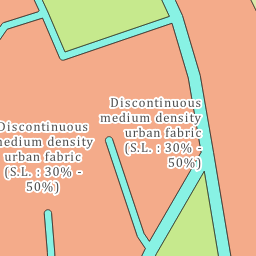 Discontinuous
medium density
urban fabric
(S.L. : 30% -
50%)
Discontinuous
medium density
urban fabric
(S.L. : 30% -
50%)